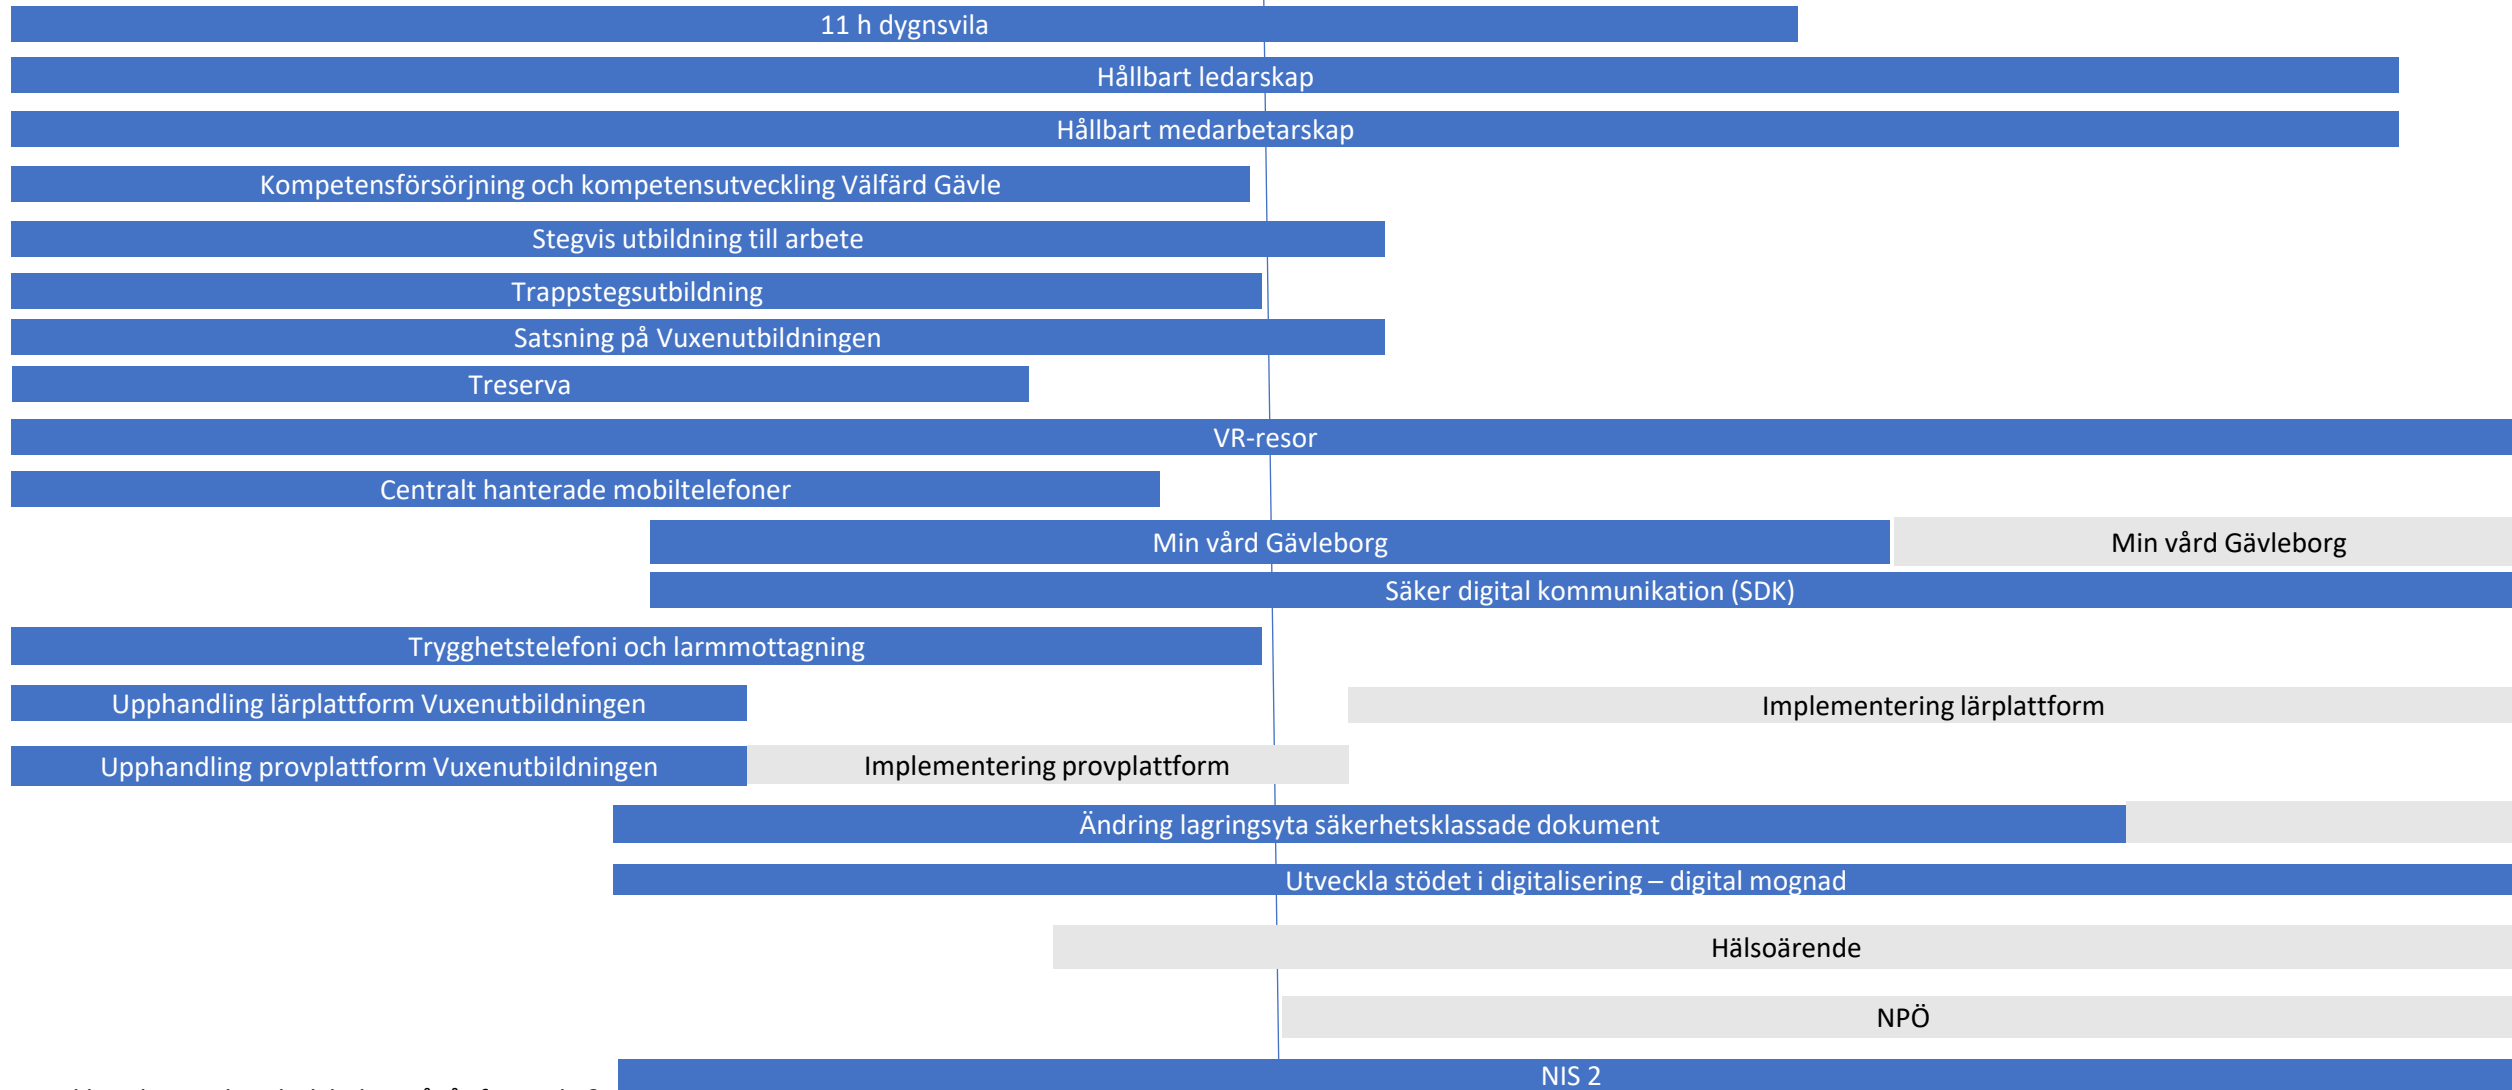 11 h dygnsvila
Hållbart ledarskap
Hållbart medarbetarskap
Kompetensförsörjning och kompetensutveckling Välfärd Gävle
Stegvis utbildning till arbete
Trappstegsutbildning
Satsning på Vuxenutbildningen
Treserva
VR-resor
Centralt hanterade mobiltelefoner
Min vård Gävleborg Min vård Gävleborg
Säker digital kommunikation (SDK)
Trygghetstelefoni och larmmottagning
Upphandling lärplattform Vuxenutbildningen Implementering lärplattform
Upphandling provplattform Vuxenutbildningen Implementering provplattform
Ändring lagringsyta säkerhetsklassade dokument
Utveckla stödet i digitalisering – digital mognad
Hälsoärende
NPÖ
NIS 2